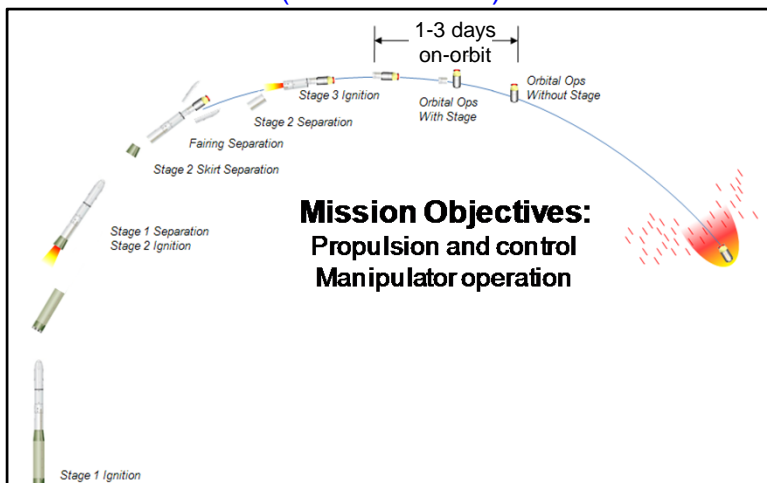 1-3 days
on-orbit
Stage 3 Ignition
Orbital Ops
With Stage
Orbital Ops
Without Stage
Stage 2 Separation
Fairing Separation
Stage 2 Skirt Separation
Mission Objectives:
Propulsion and control
Manipulator operation
Stage 1 Separation
Stage 2 Ignition
Stage 1 Ignition